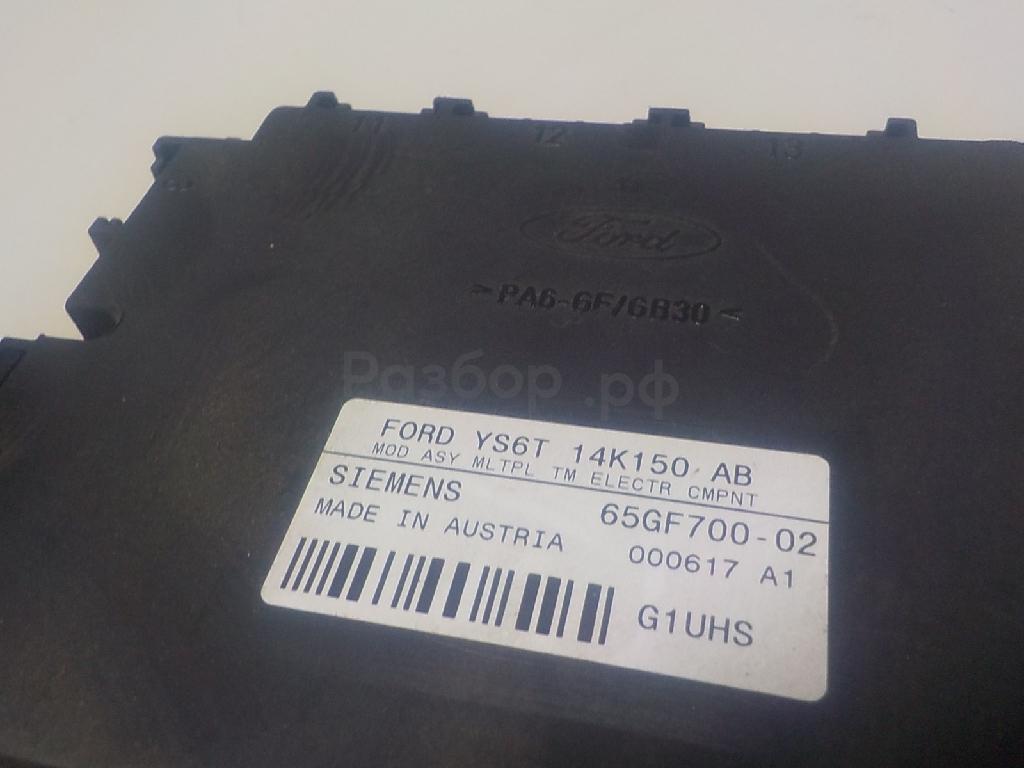 11 12 13
Ford
>PA6-GF/GB30<
Разбор.рф
FORD YS6T 14K150 AB
MOD ASY MLTPL TM ELECTR CMPNT
SIEMENS 65GF700-02
MADE IN AUSTRIA 000617 A1
G1UHS